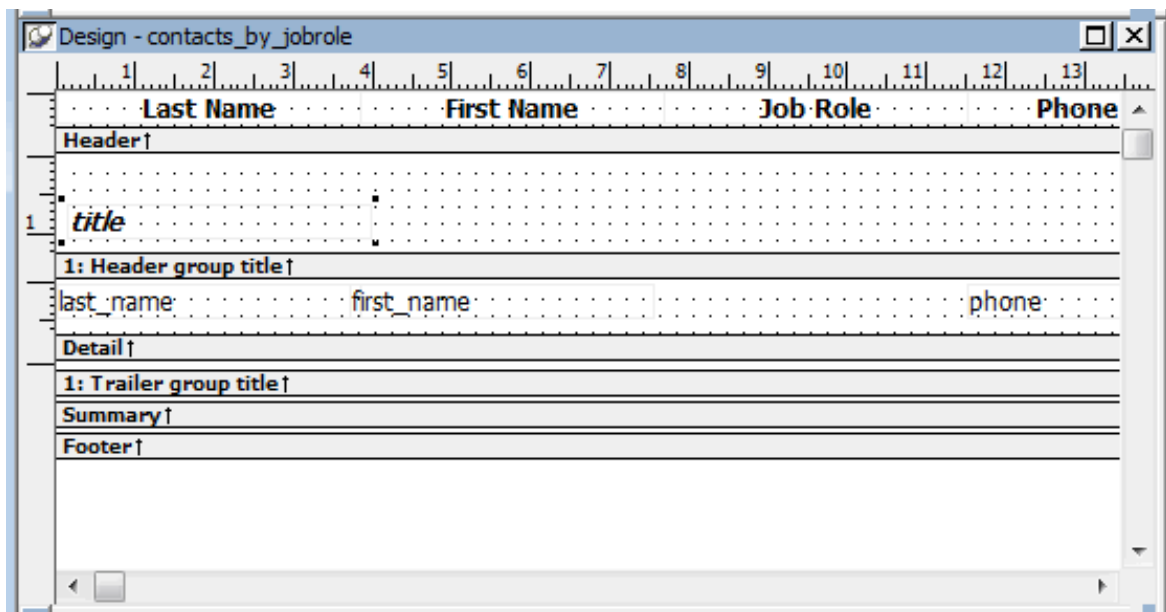 Design - contacts_by_jobrole
1 2 3 4 5 6 7 8 9 10 11 12 13
Last Name First Name Job Role Phone
Header↑
1 title
1: Header group title↑
last_name first_name phone
Detail↑
1: Trailer group title↑
Summary↑
Footer↑